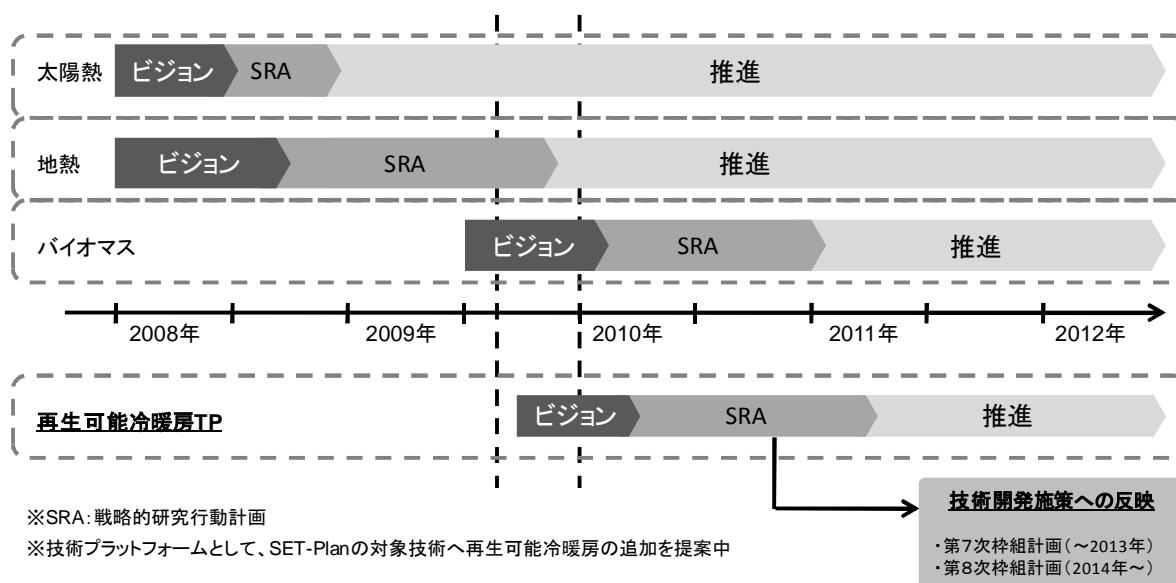 太陽熱 ビジョン SRA 推進
地熱 ビジョン SRA 推進
バイオマス ビジョン SRA 推進
2008年 2009年 2010年 2011年 2012年
再生可能冷暖房TP ビジョン SRA 推進
技術開発施策への反映
・第7次枠組計画(~2013年)
・第8次枠組計画(2014年~)
※SRA:戦略的研究行動計画
※技術プラットフォームとして、SET-Planの対象技術へ再生可能冷暖房の追加を提案中